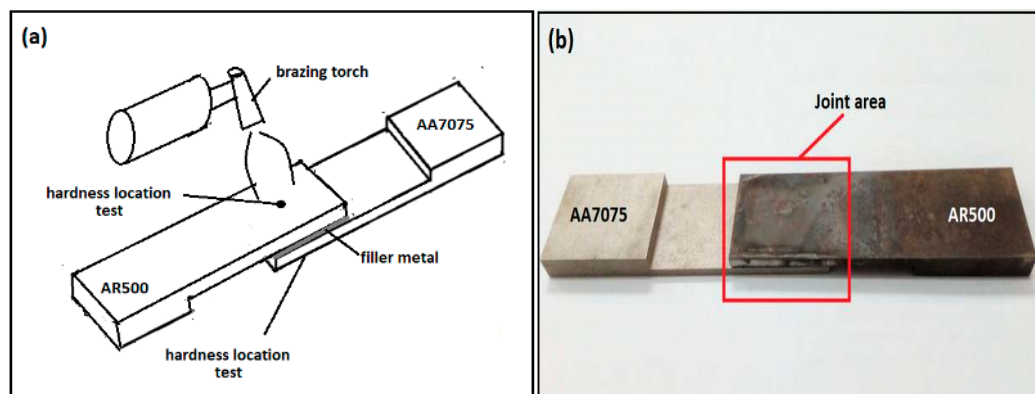 (a)
brazing torch
AA7075
hardness location
test
filler metal
AR500
hardness location
test
(b)
Joint area
AA7075
AR500